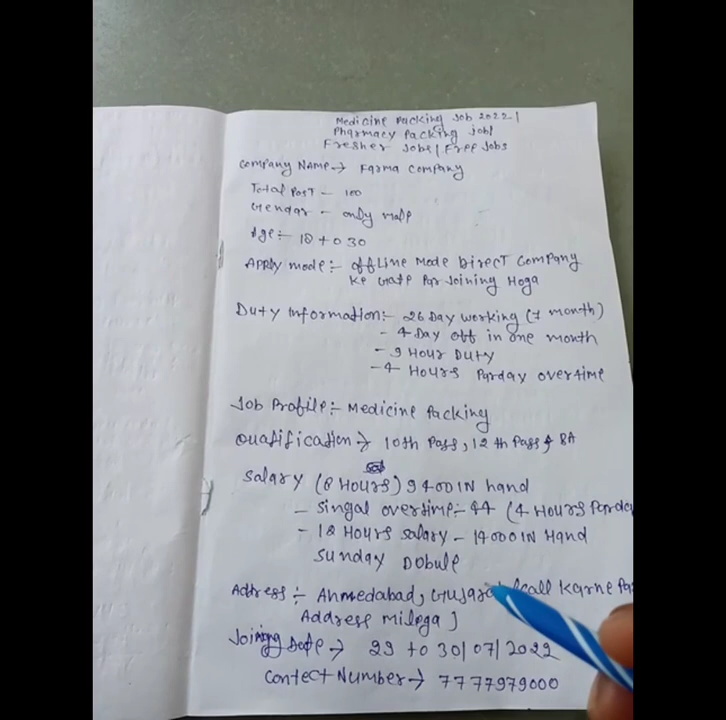 Medicine Packing Job 2022|
Pharmacy Packing job|
Fresher Jobs| Free Jobs
Company Name → Farma Company
Total Post - 100
Gendar - only male
Age :- 18 to 30
Apply mode :- offLine Mode Direct Company
ke Gate Par Joining Hoga
Duty Information :- 26 Day working (1 month)
- 4 Day off in one month
- 9 Hour Duty
- 4 Hours Parday overtime
Job Profile :- Medicine Packing
Qualification → 10th Pass, 12th Pass & BA
Salary (8 Hours) 9400 IN hand
- Singal overtime :- 44 (4 Hours Parday
- 12 Hours salary - 14000 IN Hand
Sunday Dobule
Address :- Ahmedabad, Gujarat call Karne Par
Address milega ]
Joining Date → 29 to 30/07/2022
Contect Number → 7777979000